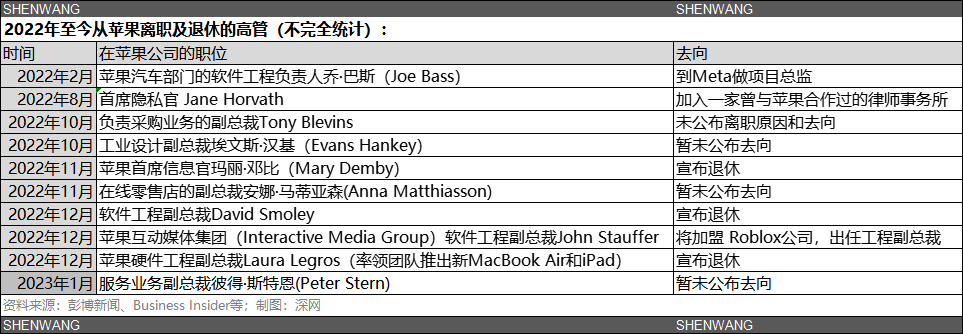 SHENWANG SHENWANG
2022年至今从苹果离职及退休的高管（不完全统计）：
时间 在苹果公司的职位 去向
2022年2月 苹果汽车部门的软件工程负责人乔·巴斯（Joe Bass） 到Meta做项目总监
2022年8月 首席隐私官 Jane Horvath 加入一家曾与苹果合作过的律师事务所
2022年10月 负责采购业务的副总裁Tony Blevins 未公布离职原因和去向
2022年10月 工业设计副总裁埃文斯·汉基（Evans Hankey) 暂未公布去向
2022年11月 苹果首席信息官玛丽·邓比（Mary Demby) 宣布退休
2022年11月 在线零售店的副总裁安娜·马蒂亚森(Anna Matthiasson) 暂未公布去向
2022年12月 软件工程副总裁David Smoley 宣布退休
2022年12月 苹果互动媒体集团（Interactive Media Group）软件工程副总裁John Stauffer 将加盟 Roblox公司，出任工程副总裁
2022年12月 苹果硬件工程副总裁Laura Legros（率领团队推出新MacBook Air和iPad） 宣布退休
2023年1月 服务业务副总裁彼得·斯特恩(Peter Stern) 暂未公布去向
资料来源：彭博新闻、Business Insider等；制图：深网
SHENWANG SHENWANG